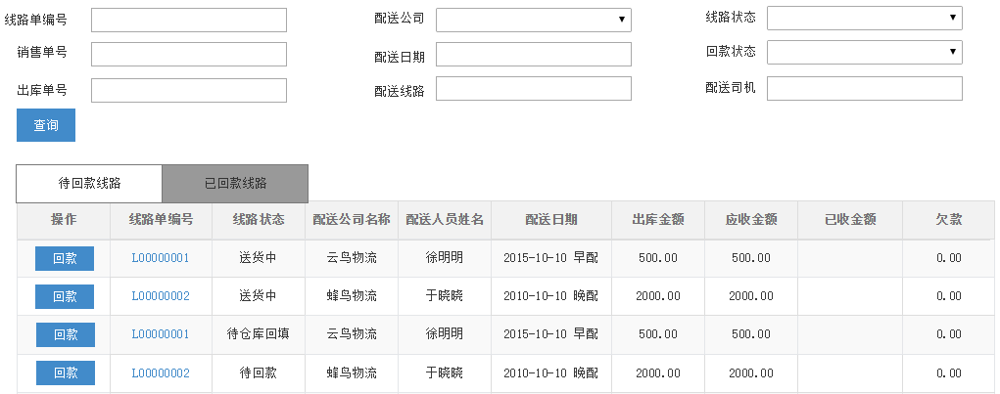 线路单编号 配送公司 线路状态
销售单号 配送日期 回款状态
出库单号 配送线路 配送司机
查询
待回款线路 已回款线路
操作 线路单编号 线路状态 配送公司名称 配送人员姓名 配送日期 出库金额 应收金额 已收金额 欠款
回款 L00000001 送货中 云鸟物流 徐明明 2015-10-10 早配 500.00 500.00 0.00
回款 L00000002 送货中 蜂鸟物流 于晓晓 2010-10-10 晚配 2000.00 2000.00 0.00
回款 L00000001 待仓库回填 云鸟物流 徐明明 2015-10-10 早配 500.00 500.00 0.00
回款 L00000002 待回款 蜂鸟物流 于晓晓 2010-10-10 晚配 2000.00 2000.00 0.00